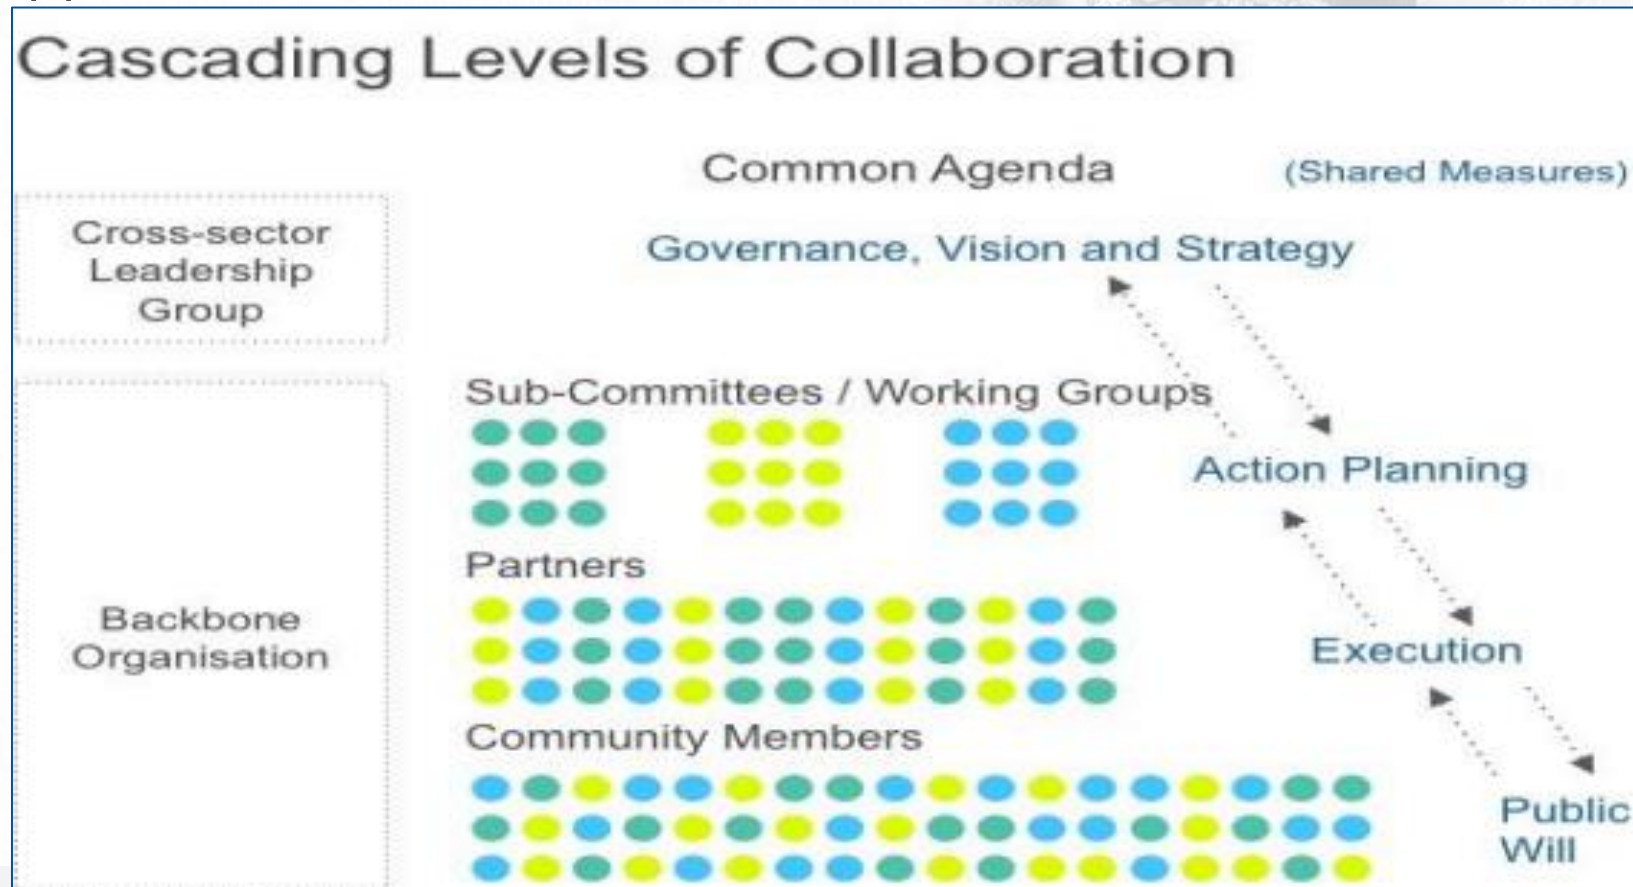 Cascading Levels of Collaboration
Common Agenda
(Shared Measures)
Cross-sector
Leadership
Group
Governance, Vision and Strategy
Sub-Committees / Working Groups
Action Planning
Partners
Backbone
Organisation
Execution
Community Members
Public
Will